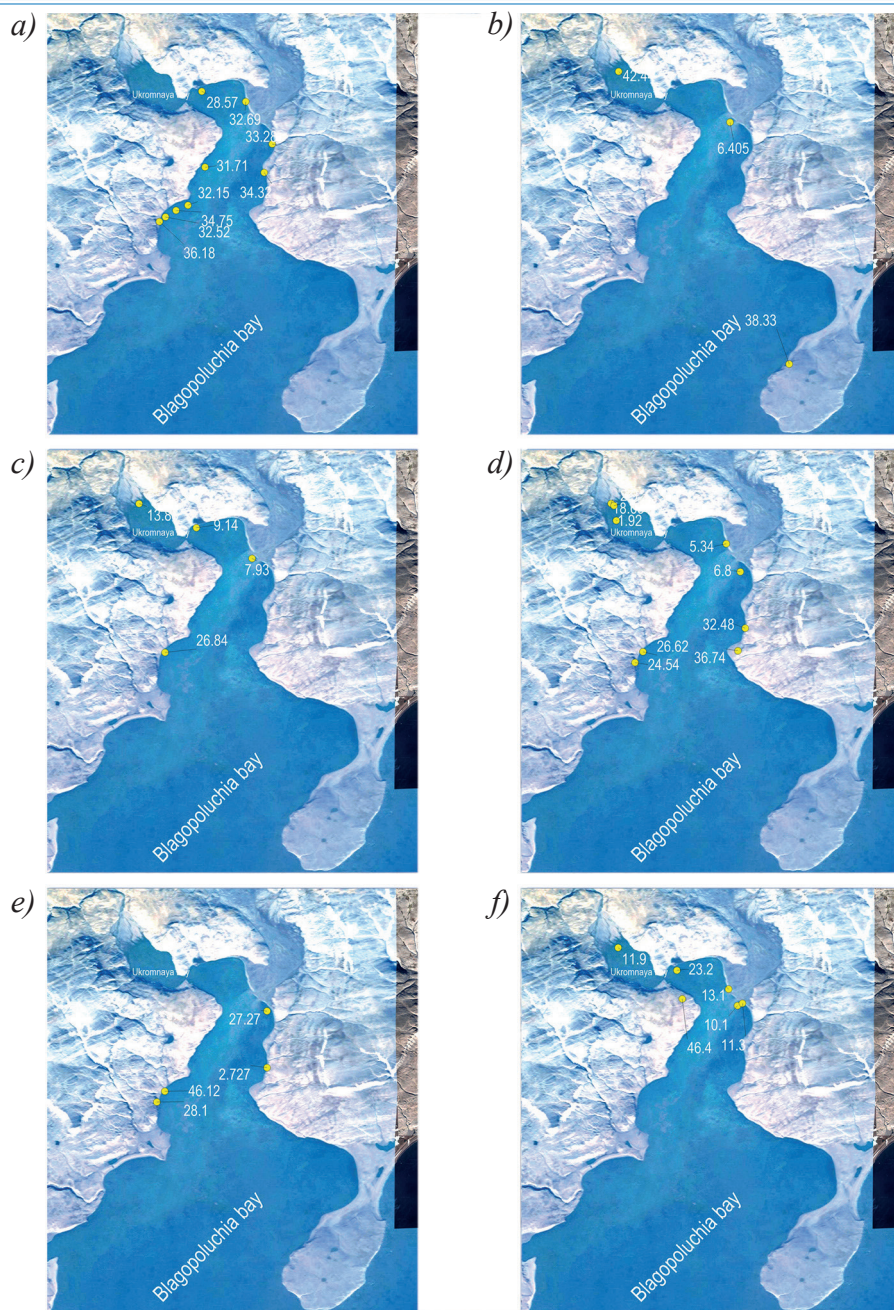 a)
Ukromnaya
28.57
32.69
33.28
31.71
34.32
32.15
34.75
32.52
36.18
Blagopoluchia bay
b)
42.4
Ukromnaya bay
6.405
38.33
Blagopoluchia bay
c)
13.8
9.14
Ukromnaya bay
7.93
26.84
Blagopoluchia bay
d)
1.92
Ukromnaya bay
5.34
6.8
32.48
26.62
36.74
24.54
Blagopoluchia bay
e)
Ukromnaya
27.27
2.727
46.12
28.1
Blagopoluchia bay
f)
11.9
23.2
Ukromnaya
13.1
10.1
11.3
46.4
Blagopoluchia bay